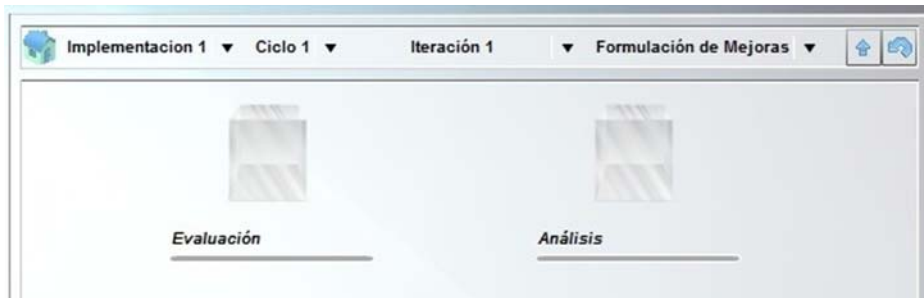 Implementacion 1 Ciclo 1 Iteración 1 Formulación de Mejoras
Evaluación Análisis